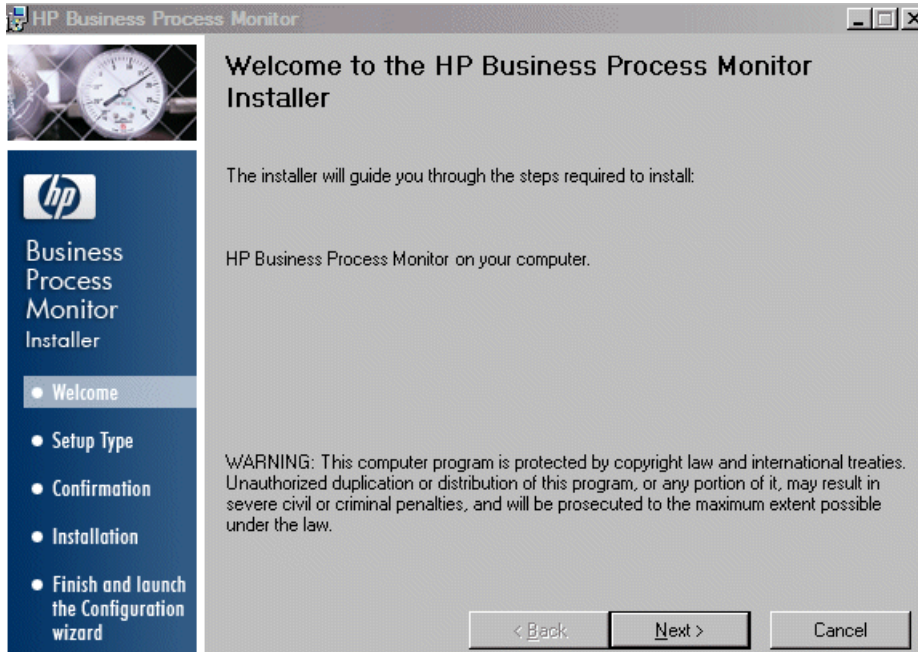 HP Business Process Monitor
Welcome to the HP Business Process Monitor
Installer
The installer will guide you through the steps required to install:
HP Business Process Monitor on your computer.
WARNING: This computer program is protected by copyright law and international treaties.
Unauthorized duplication or distribution of this program, or any portion of it, may result in
severe civil or criminal penalties, and will be prosecuted to the maximum extent possible
under the law.
hp
Business
Process
Monitor
Installer
Welcome
Setup Type
Confirmation
Installation
Finish and launch
the Configuration
wizard
< Back
Next >
Cancel